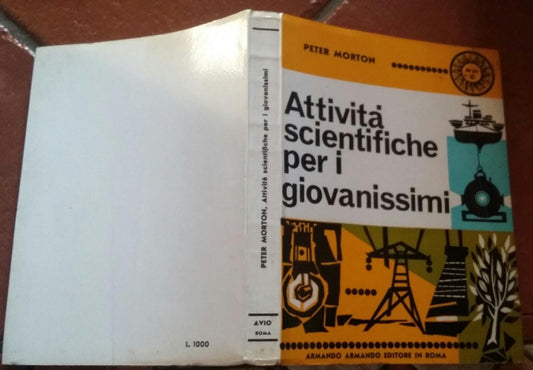 L. 1000
PETER MORTON, Attività scientifiche per i giovanissimi
AVIO
ROMA
PETER MORTON
Attività
scientifiche
per i
giovanissimi
ARMANDO ARMANDO EDITORE IN ROMA